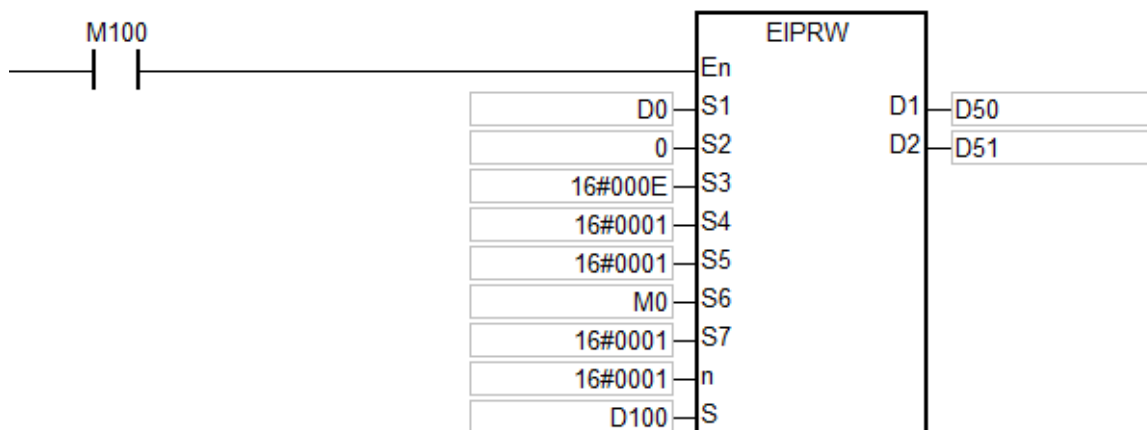 M100
EIPRW
En
D0 S1 D1 D50
0 S2 D2 D51
16#000E S3
16#0001 S4
16#0001 S5
M0 S6
16#0001 S7
16#0001 n
D100 S